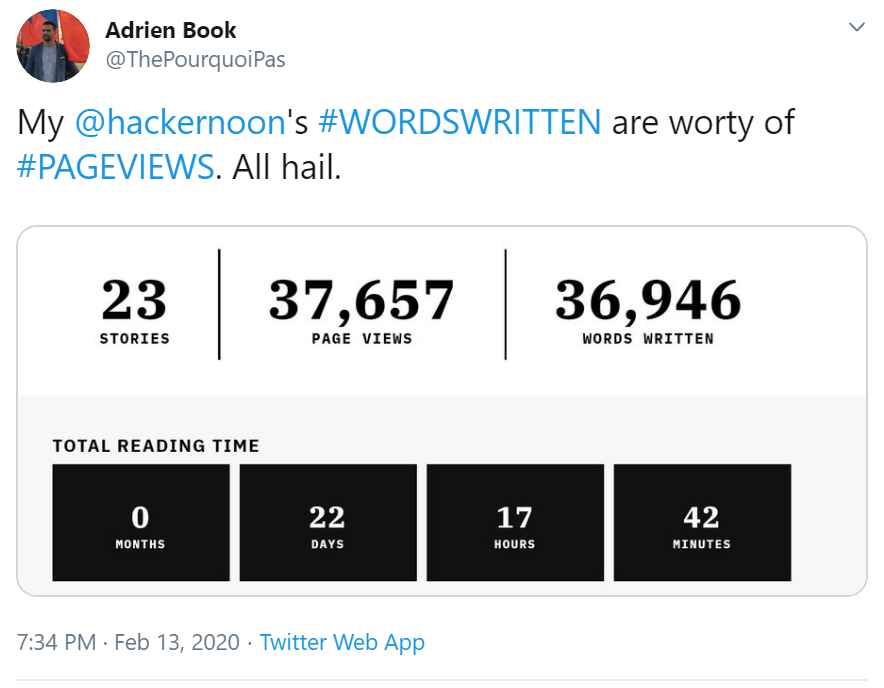 Adrien Book
@ThePourquoiPas
My @hackernoon's #WORDSWRITTEN are worty of
#PAGEVIEWS. All hail.
23 37,657 36,946
STORIES PAGE VIEWS WORDS WRITTEN
TOTAL READING TIME
0 22 17 42
MONTHS DAYS HOURS MINUTES
7:34 PM · Feb 13, 2020 · Twitter Web App